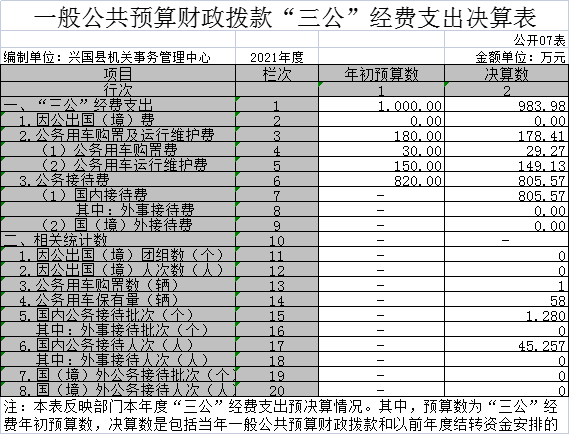 一般公共预算财政拨款“三公”经费支出决算表
公开07表
编制单位：兴国县机关事务管理中心 2021年度 金额单位：万元
项目 栏次 年初预算数 决算数
行次 1 2
一、“三公”经费支出 1 1,000.00 983.98
1.因公出国（境）费 2 0.00 0.00
2.公务用车购置及运行维护费 3 180.00 178.41
（1）公务用车购置费 4 30.00 29.27
（2）公务用车运行维护费 5 150.00 149.13
3.公务接待费 6 820.00 805.57
（1）国内接待费 7 - 805.57
其中：外事接待费 8 - 0.00
（2）国（境）外接待费 9 - 0.00
二、相关统计数 10 - -
1.因公出国（境）团组数（个） 11 - 0
2.因公出国（境）人次数（人） 12 - 0
3.公务用车购置数（辆） 13 - 1
4.公务用车保有量（辆） 14 - 58
5.国内公务接待批次（个） 15 - 1,280
其中：外事接待批次（个） 16 - 0
6.国内公务接待人次（人） 17 - 45,257
其中：外事接待人次（人） 18 - 0
7.国（境）外公务接待批次（个 19 - 0
8.国（境）外公务接待人次（人） 20 - 0
注：本表反映部门本年度“三公”经费支出预决算情况。其中，预算数为“三公”经
费年初预算数，决算数是包括当年一般公共预算财政拨款和以前年度结转资金安排的